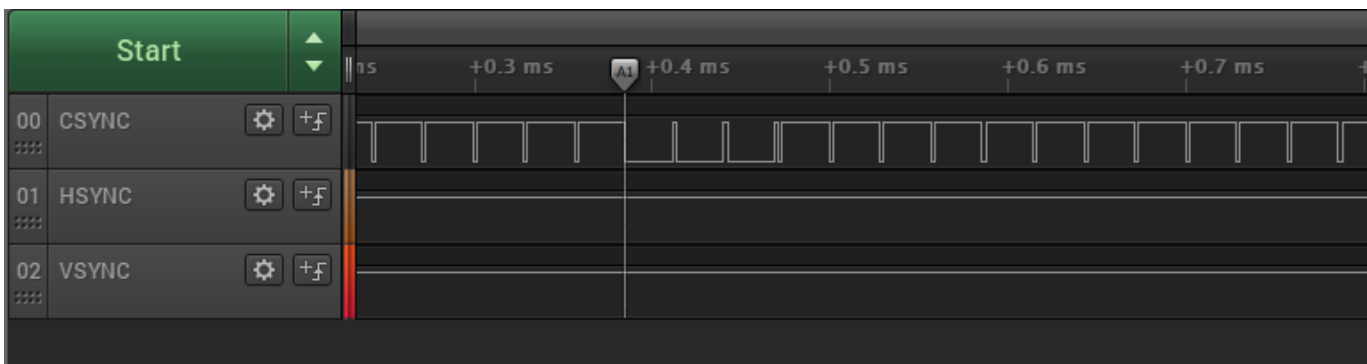 Start
+0.3 ms
A1
+0.4 ms
+0.5 ms
+0.6 ms
+0.7 ms
00 CSYNC
01 HSYNC
02 VSYNC